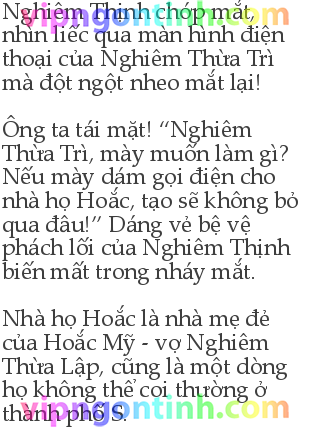 Nghiêm Thịnh chớp mắt,
nhìn liếc qua màn hình điện
thoại của Nghiêm Thừa Trì
mà đột ngột nheo mắt lại!
Ông ta tái mặt! “Nghiêm
Thừa Trì, mày muốn làm gì?
Nếu mày dám gọi điện cho
nhà họ Hoắc, tạo sẽ không bỏ
qua đâu!” Dáng vẻ bệ vệ
phách lối của Nghiêm Thịnh
biến mất trong nháy mắt.
Nhà họ Hoắc là nhà mẹ đẻ
của Hoắc Mỹ - vợ Nghiêm
Thừa Lập, cũng là một dòng
họ không thể coi thường ở
thành phố S.
vipngontinh.com
vipngontinh.com